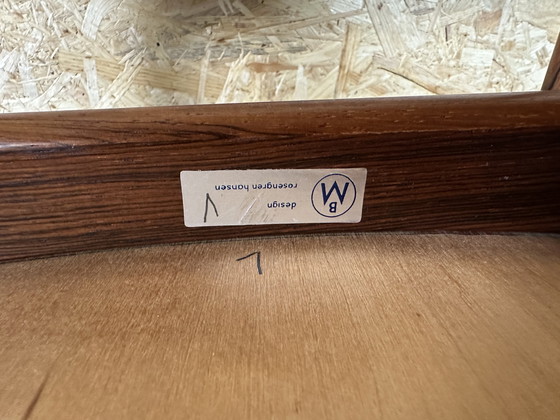 B
M
design
rosengren hansen